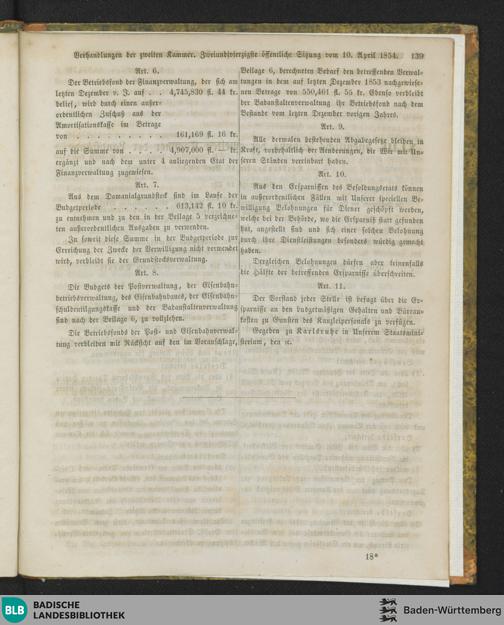 Verhandlungen der zweiten Kammer. Zweiundvierzigste öffentliche Sitzung vom 10. April 1854. 139
Art. 6.
Der Betriebsfond der Finanzverwaltung, der sich am
letzten Dezember v. J. auf . . 4,745,830 fl. 44 kr.
belief, wird durch einen außer-
ordentlichen Zuschuß aus der
Amortisationskasse im Betrage
von . . . . . . . . 161,169 fl. 16 kr.
auf die Summe von . . . . . 4,907,000 fl. — kr.
ergänzt und nach dem unter 4 anliegenden Etat der
Finanzverwaltung zugewiesen.
Art. 7.
Aus dem Domanialgrundstock sind im Laufe der
Budgetperiode . . . . . . 613,142 fl. 10 kr.
zu entnehmen und zu den in der Beilage 5 verzeichne-
ten außerordentlichen Ausgaben zu verwenden.
In soweit diese Summe in der Budgetperiode zur
Erreichung der Zwecke der Verwilligung nicht verwendet
wird, verbleibt sie der Grundstocksverwaltung.
Art. 8.
Die Budgets der Postverwaltung, der Eisenbahn-
betriebsverwaltung, des Eisenbahnbaues, der Eisenbahn-
schuldentilgungskasse und der Badanstaltenverwaltung
sind nach der Beilage 6, zu vollziehen.
Die Betriebsfonds der Post- und Eisenbahnverwal-
tung verbleiben mit Rücksicht auf den im Voranschlage,
Beilage 6, berechneten Bedarf den betreffenden Verwal-
tungen in dem auf letzten Dezember 1853 nachgewiese-
nen Betrage von 550,461 fl. 55 kr. Ebenso verbleibt
der Badanstaltenverwaltung ihr Betriebsfond nach dem
Bestande vom letzten Dezember vorigen Jahres.
Art. 9.
Alle dermalen bestehenden Abgabegesetze bleiben in
Kraft, vorbehaltlich der Aenderungen, die Wir mit Un-
seren Ständen vereinbart haben.
Art. 10.
Aus den Ersparnissen des Besoldungsetats können
in außerordentlichen Fällen mit Unserer speciellen Be-
willigung Belohnungen für Diener geschöpft werden,
welche bei der Behörde, wo die Ersparniß statt gefunden
hat, angestellt sind und sich einer solchen Belohnung
durch ihre Dienstleistungen besonders würdig gemacht
haben.
Dergleichen Belohnungen dürfen aber keinenfalls
die Hälfte der betreffenden Ersparnisse überschreiten.
Art. 11.
Der Vorstand jeder Stelle ist befugt über die Er-
sparnisse an den budgetmäßigen Gehalten und Büreau-
kosten zu Gunsten des Kanzleipersonals zu verfügen.
Gegeben zu Karlsruhe in Unserem Staatsmini-
sterium, den ꝛc.
18*
BLB BADISCHE
LANDESBIBLIOTHEK
Baden-Württemberg